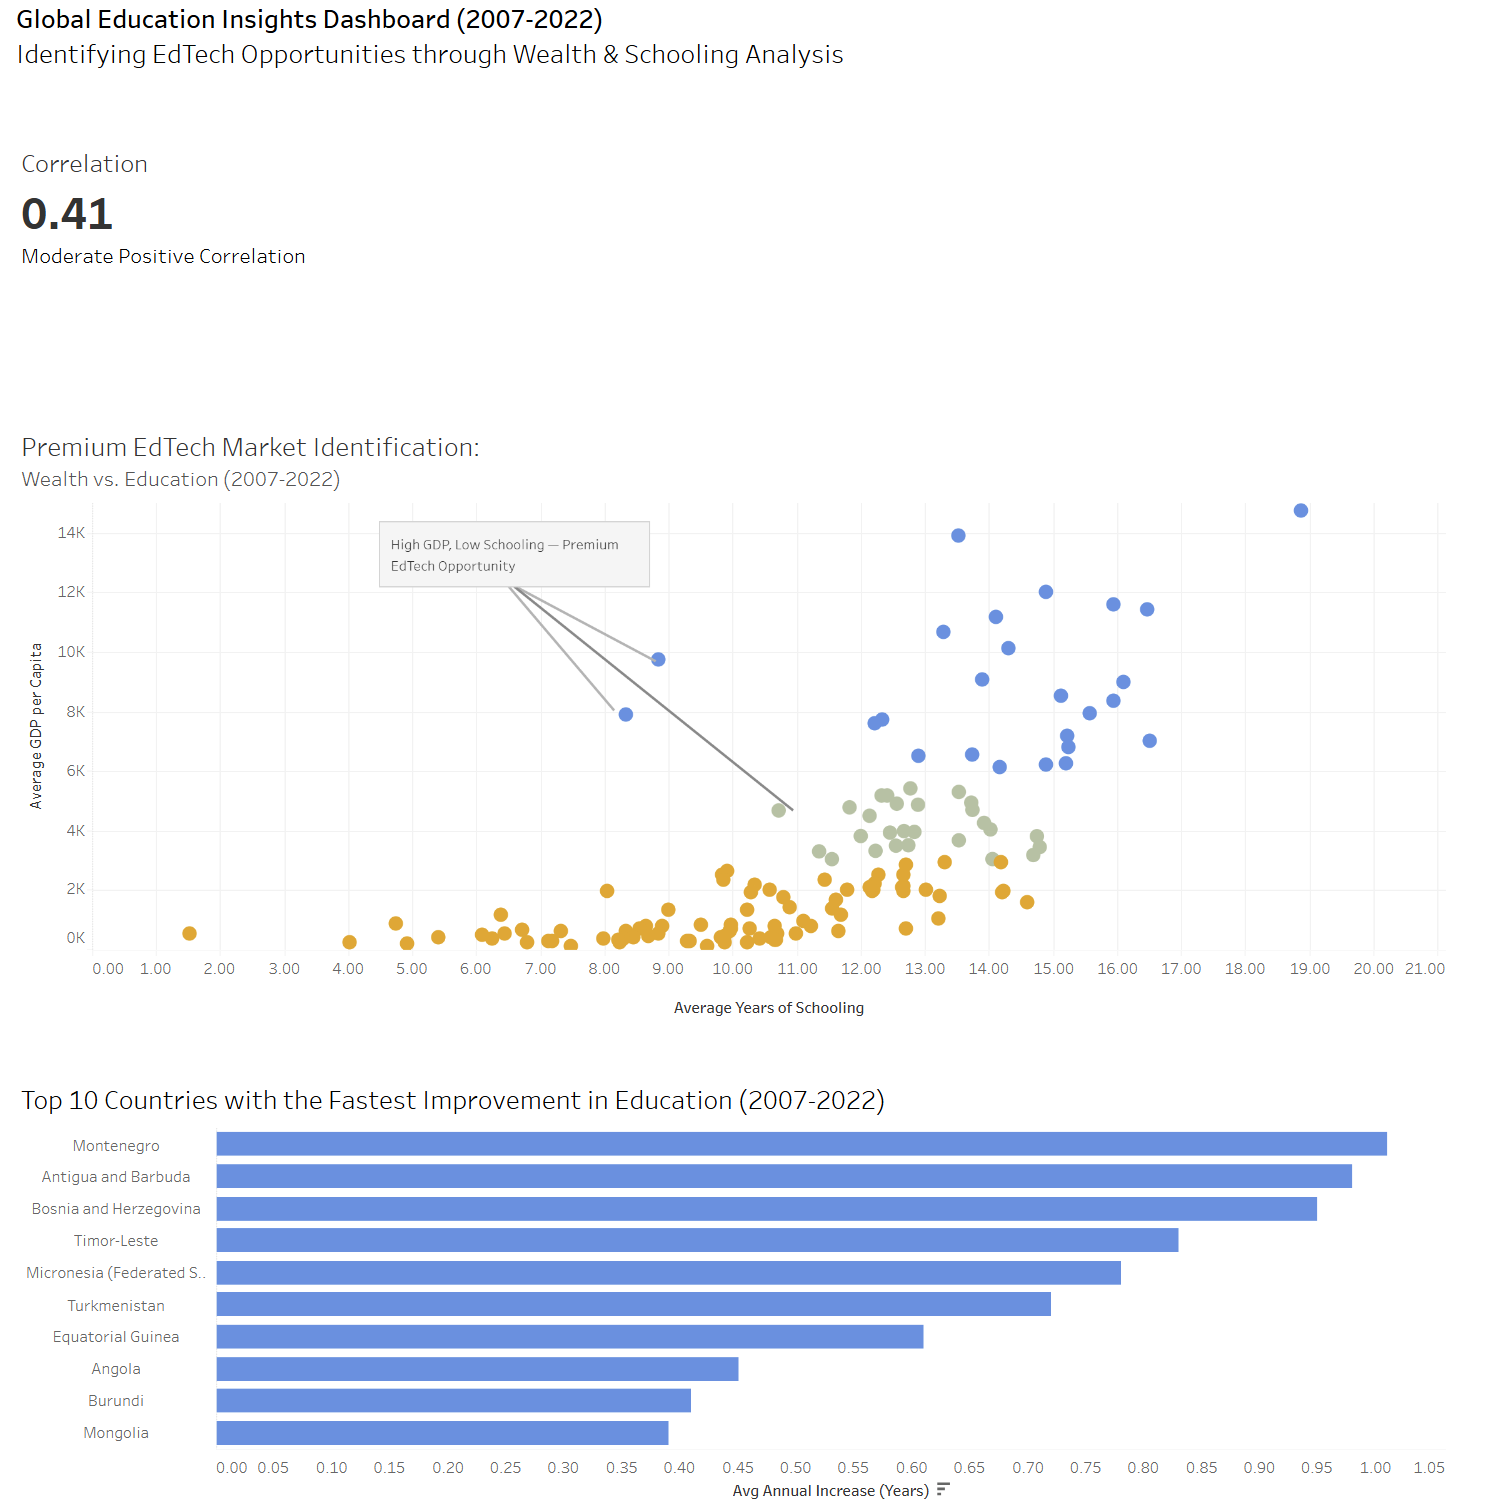 Global Education Insights Dashboard (2007-2022)
Identifying EdTech Opportunities through Wealth & Schooling Analysis
Correlation
0.41
Moderate Positive Correlation
Premium EdTech Market Identification:
Wealth vs. Education (2007-2022)
High GDP, Low Schooling — Premium
EdTech Opportunity
Average GDP per Capita
14K
12K
10K
8K
6K
4K
2K
0K
0.00 1.00 2.00 3.00 4.00 5.00 6.00 7.00 8.00 9.00 10.00 11.00 12.00 13.00 14.00 15.00 16.00 17.00 18.00 19.00 20.00 21.00
Average Years of Schooling
Top 10 Countries with the Fastest Improvement in Education (2007-2022)
Montenegro
Antigua and Barbuda
Bosnia and Herzegovina
Timor-Leste
Micronesia (Federated S..
Turkmenistan
Equatorial Guinea
Angola
Burundi
Mongolia
0.00 0.05 0.10 0.15 0.20 0.25 0.30 0.35 0.40 0.45 0.50 0.55 0.60 0.65 0.70 0.75 0.80 0.85 0.90 0.95 1.00 1.05
Avg Annual Increase (Years)